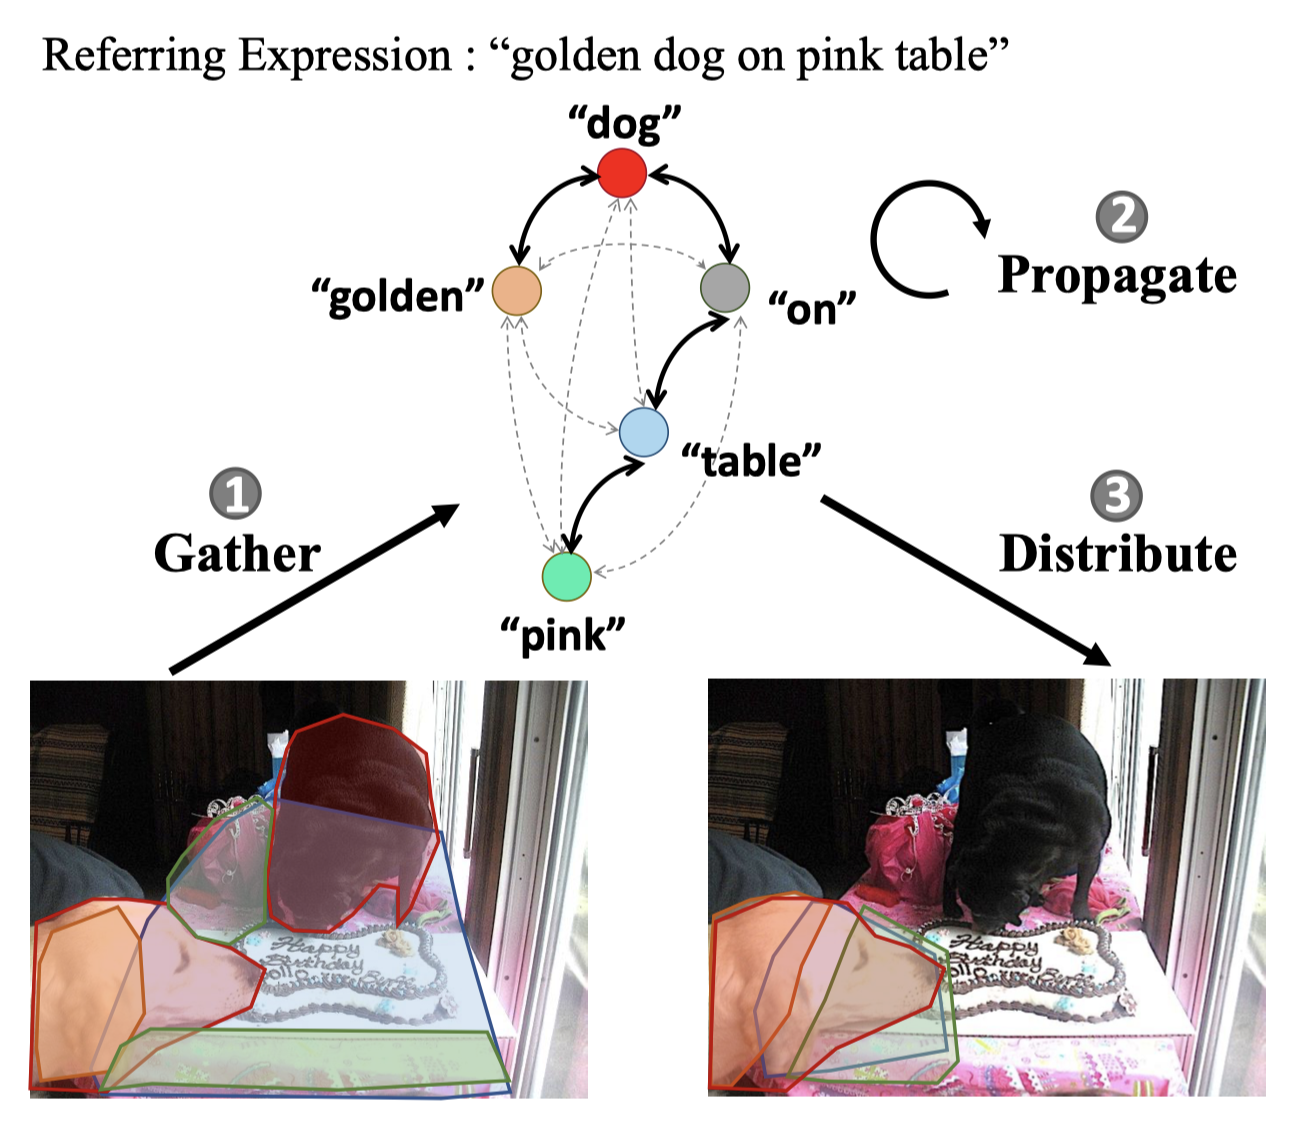 Referring Expression : “golden dog on pink table”
“dog”
2
“golden”
“on”
Propagate
“table”
1
3
Gather
Distribute
“pink”
Happy
Birthday
Happy
Birthday